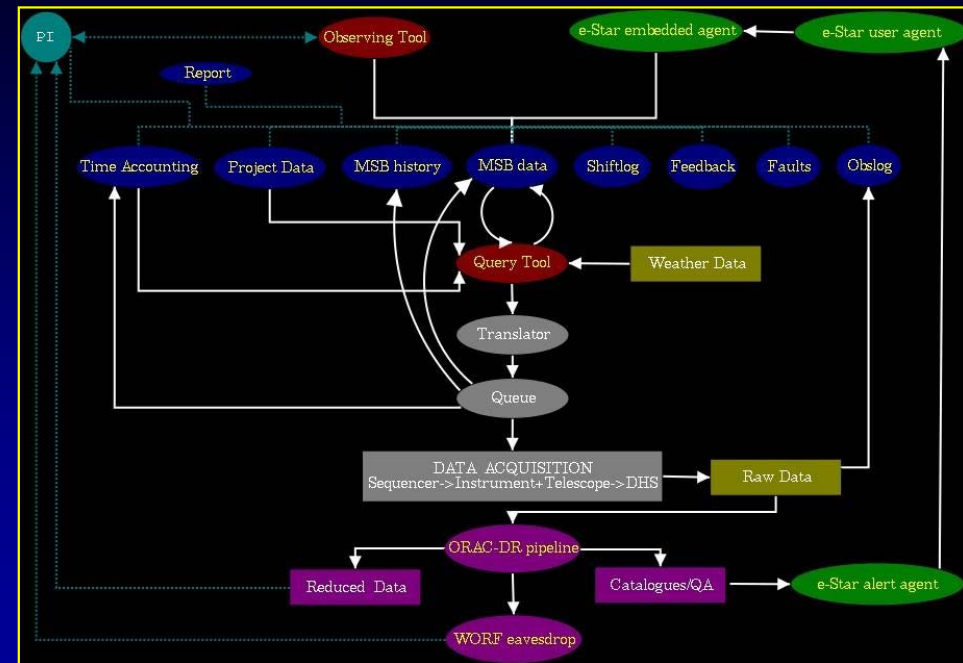 PI
Observing Tool
e-Star embedded agent
e-Star user agent
Report
Time Accounting
Project Data
MSB history
MSB data
Shiftlog
Feedback
Faults
Obslog
Query Tool
Weather Data
Translator
Queue
DATA ACQUISITION
Sequencer->Instrument+Telescope->DHS
Raw Data
ORAC-DR pipeline
Reduced Data
Catalogues/QA
e-Star alert agent
WORF eavesdrop